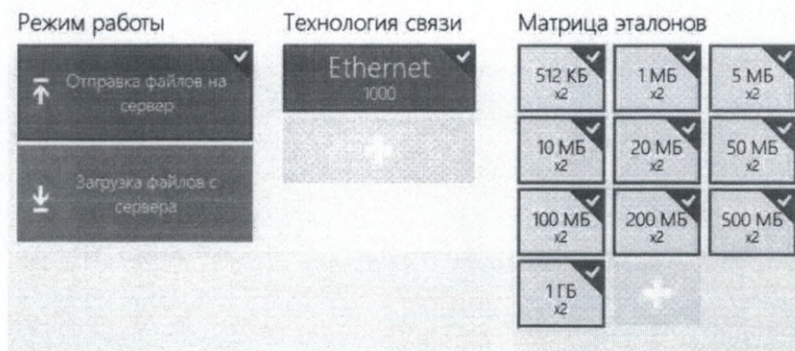 Режим работы
Отправка файлов на
сервер
Загрузка файлов с
сервера
Технология связи
Ethernet
1000
Матрица эталонов
512 КБ
x2
1 МБ
x2
5 МБ
x2
10 МБ
x2
20 МБ
x2
50 МБ
x2
100 МБ
x2
200 МБ
x2
500 МБ
x2
1 ГБ
x2